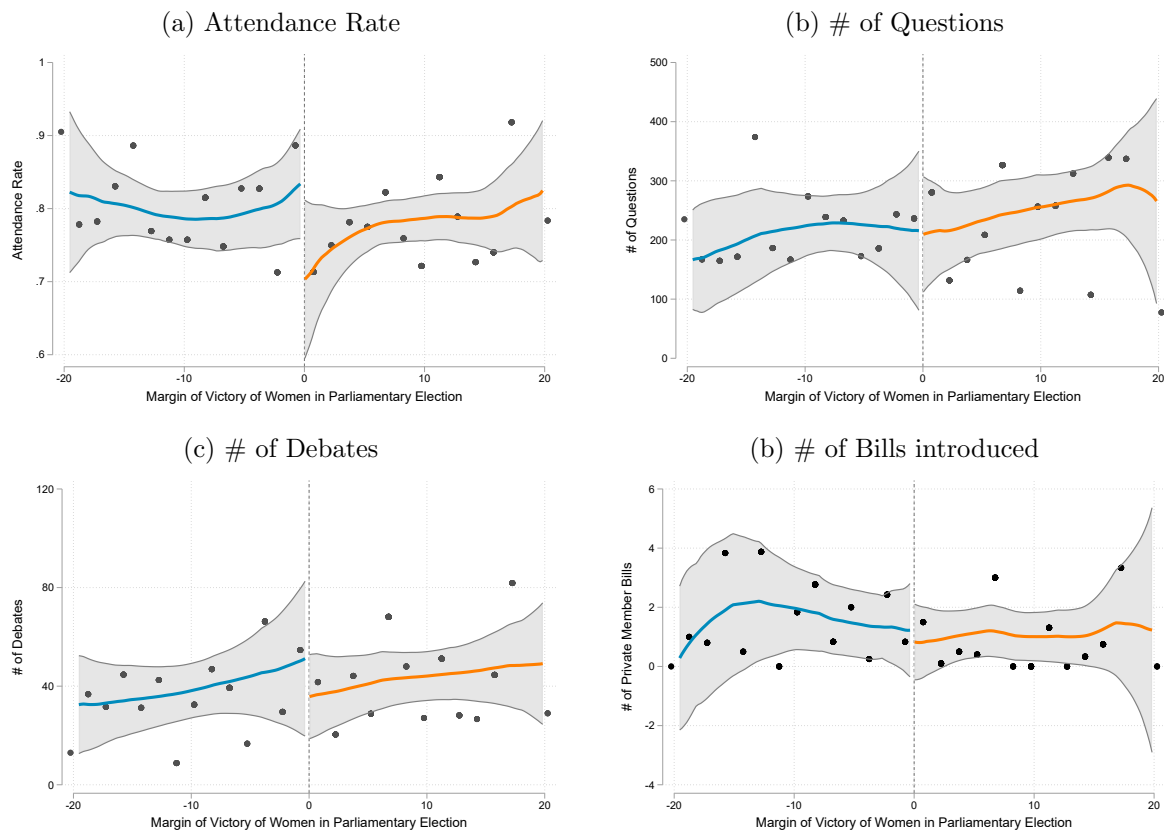 (a) Attendance Rate
1
.9
.8
.7
.6
Attendance Rate
-20 -10 0 10 20
Margin of Victory of Women in Parliamentary Election
(b) # of Questions
500
400
300
200
100
0
# of Questions
-20 -10 0 10 20
Margin of Victory of Women in Parliamentary Election
(c) # of Debates
120
80
40
0
# of Debates
-20 -10 0 10 20
Margin of Victory of Women in Parliamentary Election
(b) # of Bills introduced
6
4
2
0
-2
-4
# of Private Member Bills
-20 -10 0 10 20
Margin of Victory of Women in Parliamentary Election